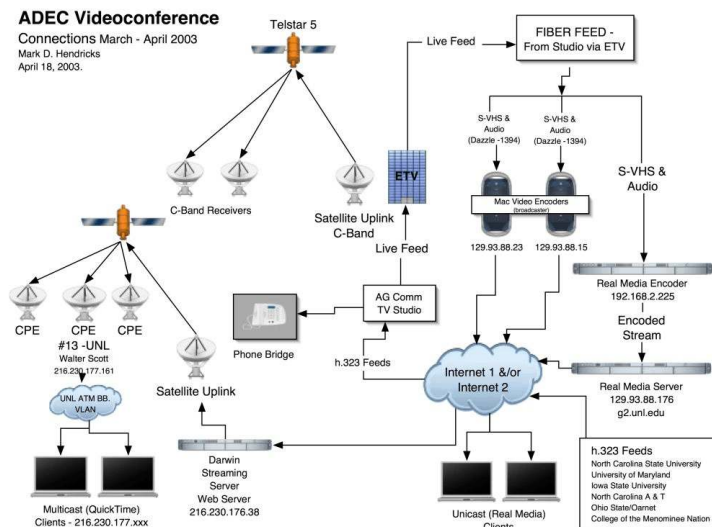 ADEC Videoconference
Connections March - April 2003
Mark D. Hendricks
April 18, 2003.
Telstar 5
Live Feed
FIBER FEED -
From Studio via ETV
S-VHS &
Audio
(Dazzle -1394)
S-VHS &
Audio
(Dazzle -1394)
S-VHS &
Audio
ETV
C-Band Receivers
Satellite Uplink
C-Band
Mac Video Encoders
(broadcaster)
129.93.88.23
129.93.88.15
Live Feed
Real Media Encoder
192.168.2.225
CPE
CPE
CPE
#13 -UNL
Walter Scott
216.230.177.161
AG Comm
TV Studio
Phone Bridge
Encoded
Stream
h.323 Feeds
Internet 1 &/or
Internet 2
Real Media Server
129.93.88.176
g2.unl.edu
Satellite Uplink
UNL ATM BB.
VLAN
Darwin
Streaming
Server
Web Server
216.230.176.38
h.323 Feeds
North Carolina State University
University of Maryland
Iowa State University
North Carolina A & T
Ohio State/Oarnet
College of the Menominee Nation
Multicast (QuickTime)
Clients - 216.230.177.xxx
Unicast (Real Media)
Clients